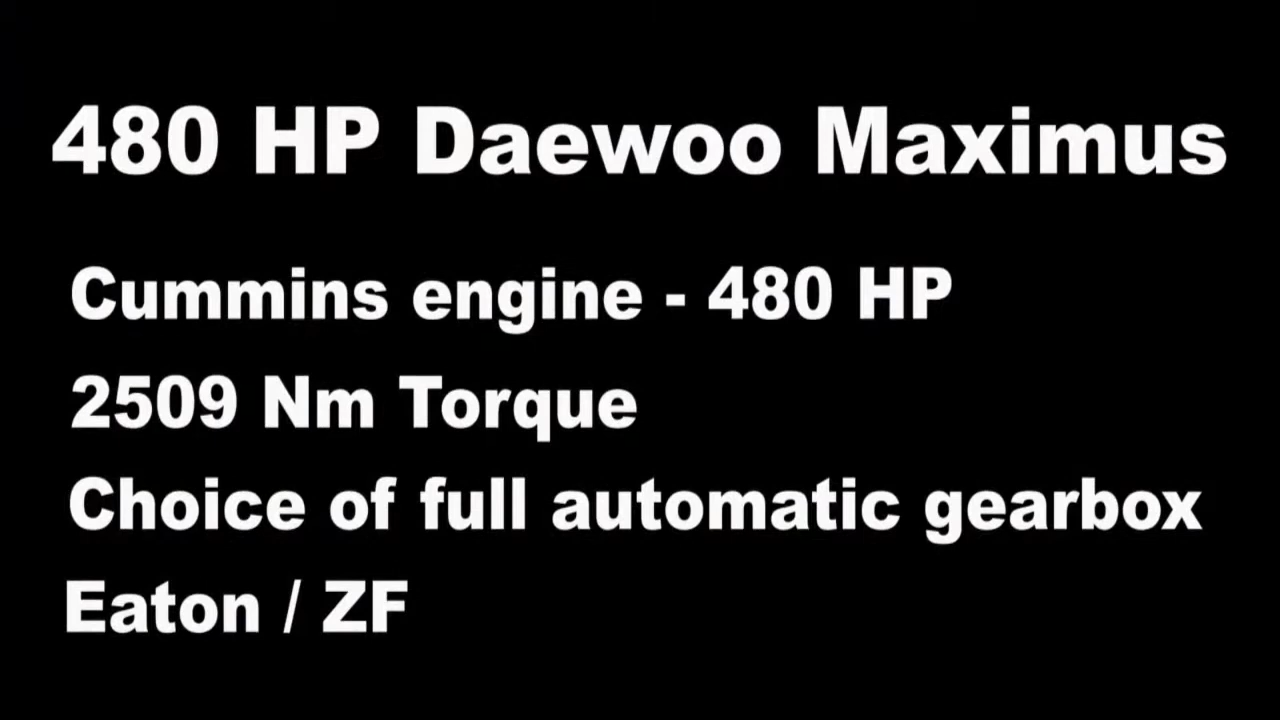 480 HP Daewoo Maximus
Cummins engine - 480 HP
2509 Nm Torque
Choice of full automatic gearbox
Eaton / ZF